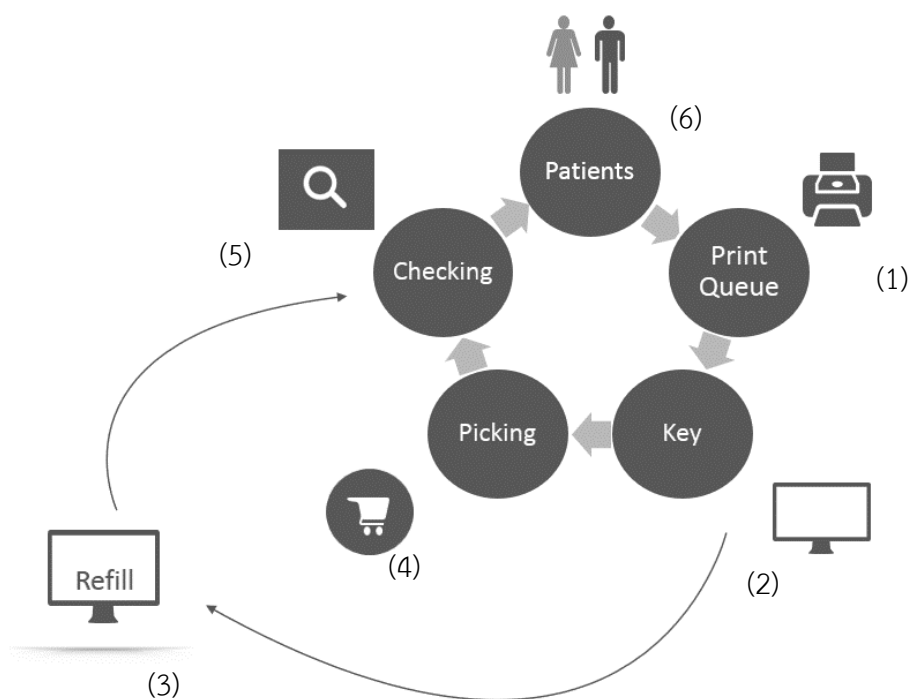 (6)
Patients
Print
Queue
(1)
(5)
Checking
Picking
Key
(4)
(2)
Refill
(3)